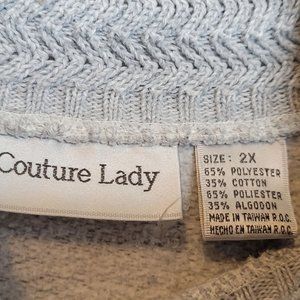 Couture Lady
SIZE: 2X
65% POLYESTER
35% COTTON
65% POLIESTER
35% ALGODON
MADE IN TAIWAN R.O.C.
HECHO EN TAIWAN R.O.C.